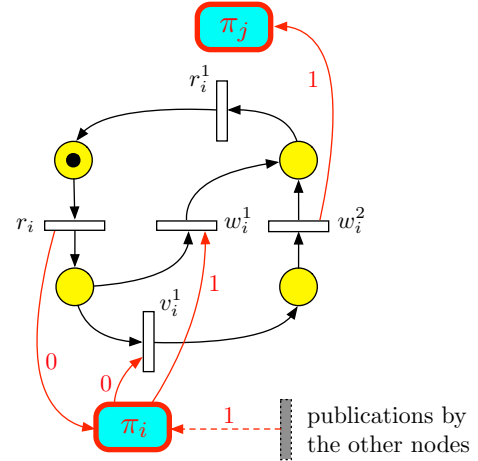 π_j
1
r_i^1
r_i
w_i^1
w_i^2
1
v_i^1
0
0
1
π_i
publications by
the other nodes